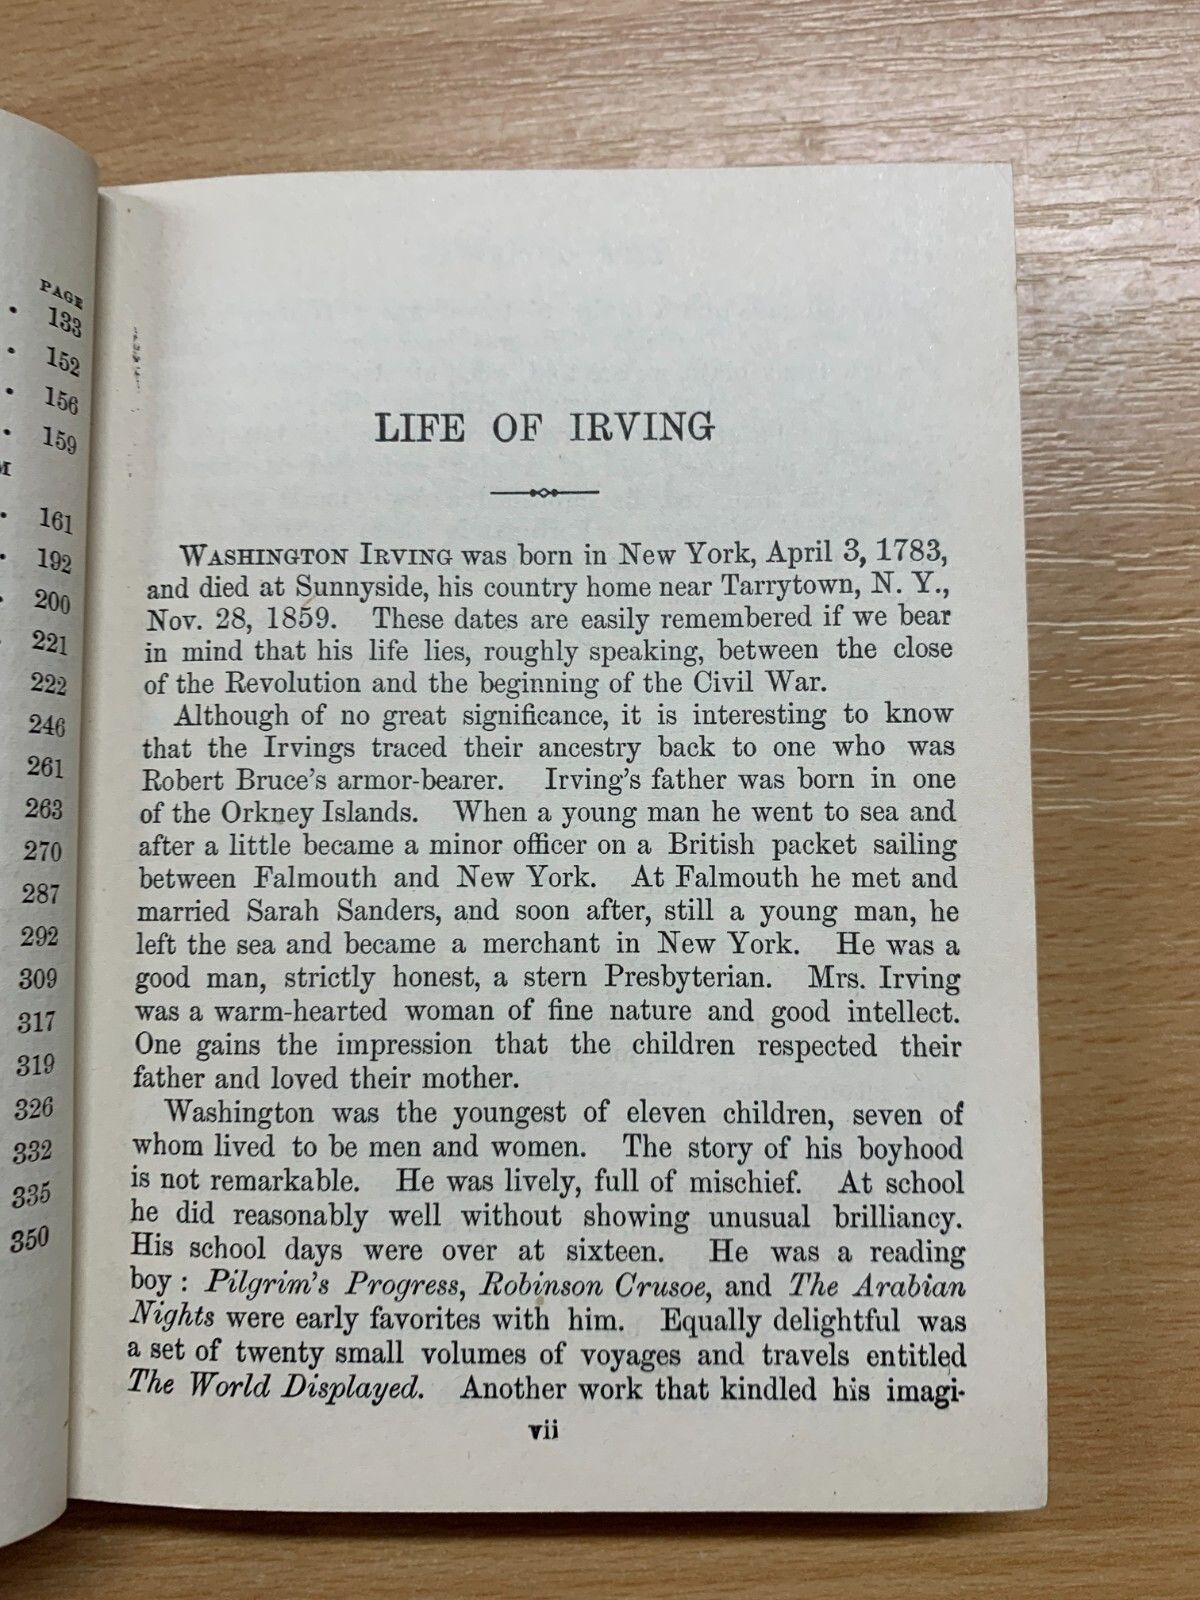 PAGE
. 133
. 152
. 156
. 159
M
. 161
. 192
. 200
. 221
222
246
261
263
270
287
292
309
317
319
326
332
335
350
LIFE OF IRVING
WASHINGTON IRVING was born in New York, April 3, 1783,
and died at Sunnyside, his country home near Tarrytown, N. Y.,
Nov. 28, 1859. These dates are easily remembered if we bear
in mind that his life lies, roughly speaking, between the close
of the Revolution and the beginning of the Civil War.
Although of no great significance, it is interesting to know
that the Irvings traced their ancestry back to one who was
Robert Bruce's armor-bearer. Irving's father was born in one
of the Orkney Islands. When a young man he went to sea and
after a little became a minor officer on a British packet sailing
between Falmouth and New York. At Falmouth he met and
married Sarah Sanders, and soon after, still a young man, he
left the sea and became a merchant in New York. He was a
good man, strictly honest, a stern Presbyterian. Mrs. Irving
was a warm-hearted woman of fine nature and good intellect.
One gains the impression that the children respected their
father and loved their mother.
Washington was the youngest of eleven children, seven of
whom lived to be men and women. The story of his boyhood
is not remarkable. He was lively, full of mischief. At school
he did reasonably well without showing unusual brilliancy.
His school days were over at sixteen. He was a reading
boy : Pilgrim's Progress, Robinson Crusoe, and The Arabian
Nights were early favorites with him. Equally delightful was
a set of twenty small volumes of voyages and travels entitled
The World Displayed. Another work that kindled his imagi-
vii